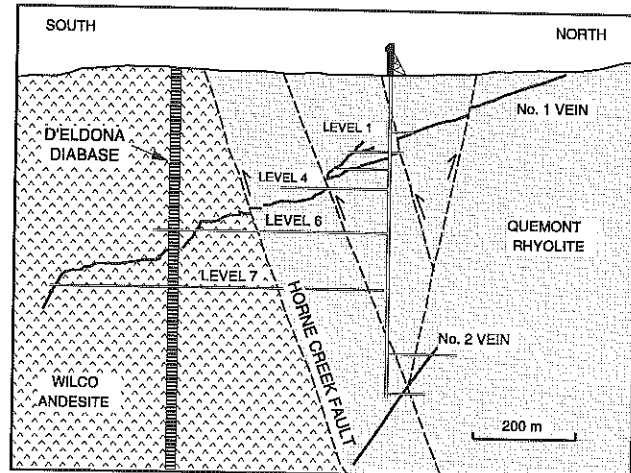 SOUTH
NORTH
No. 1 VEIN
LEVEL 1
D'ELDONA
DIABASE
LEVEL 4
LEVEL 6
QUEMONT
RHYOLITE
LEVEL 7
HORNE CREEK FAULT
No. 2 VEIN
WILCO
ANDESITE
200 m